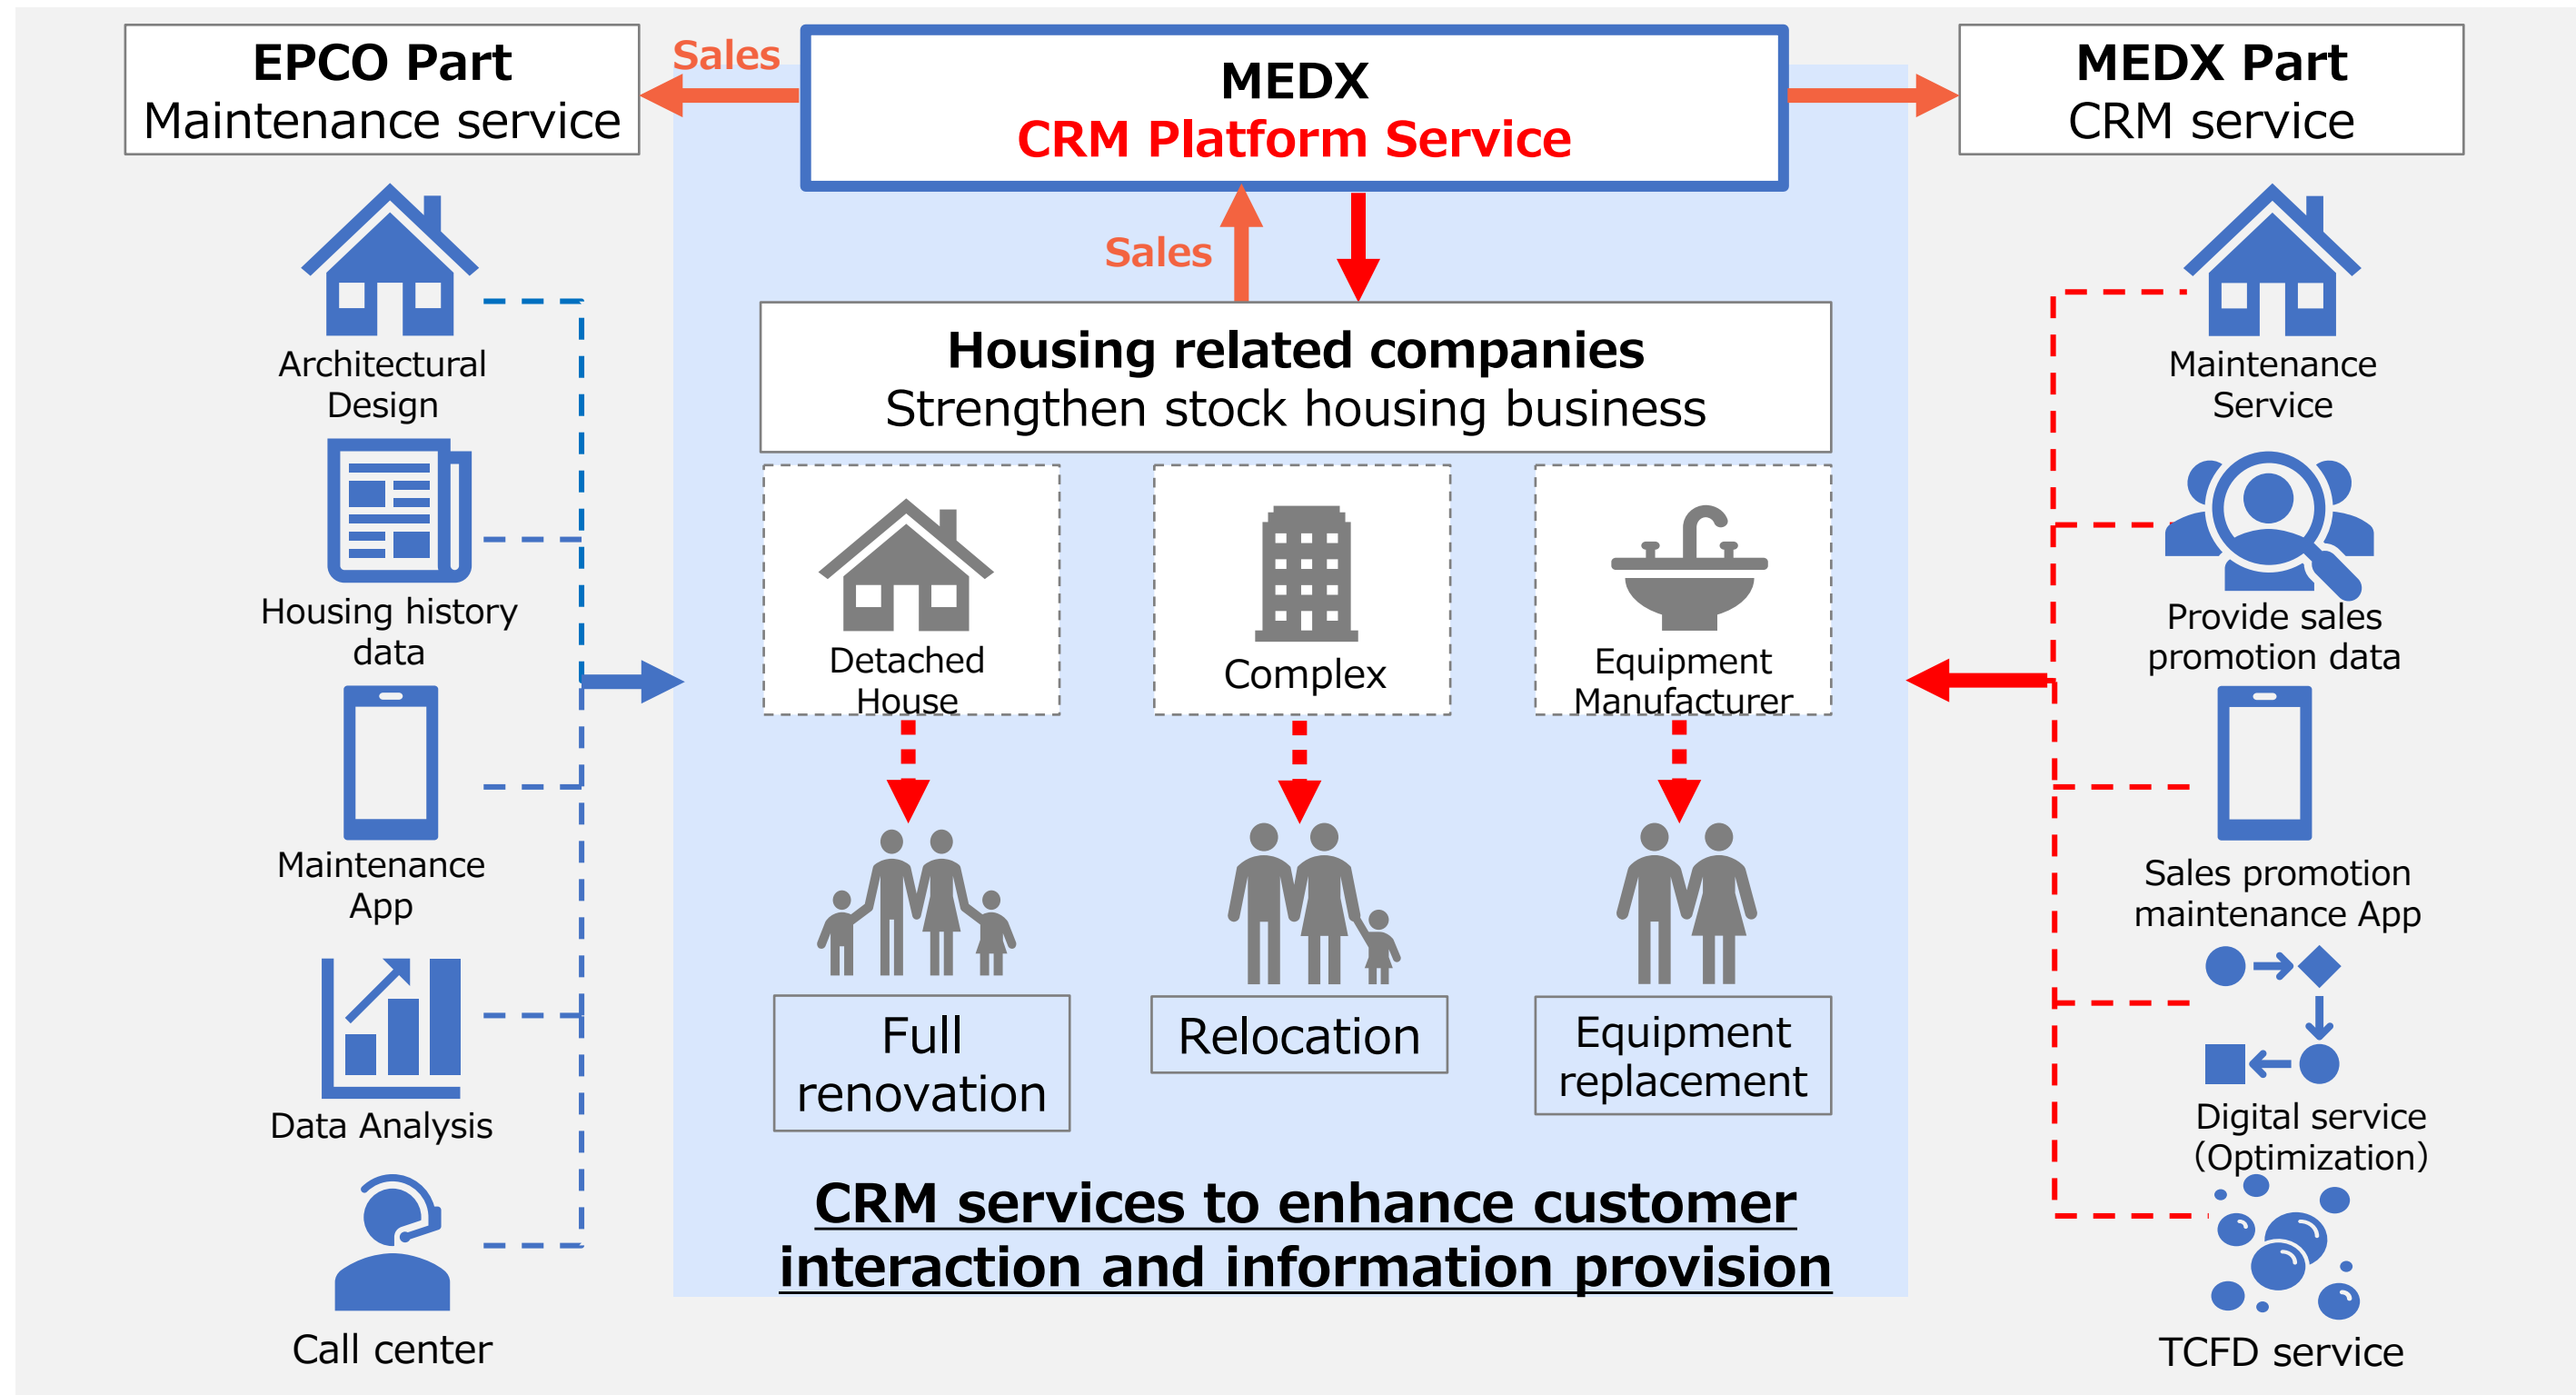 EPCO Part
Maintenance service
Sales
MEDX
CRM Platform Service
MEDX Part
CRM service
Sales
Housing related companies
Strengthen stock housing business
Architectural
Design
Housing history
data
Maintenance
App
Data Analysis
Call center
Detached
House
Complex
Equipment
Manufacturer
Full
renovation
Relocation
Equipment
replacement
CRM services to enhance customer
interaction and information provision
Maintenance
Service
Provide sales
promotion data
Sales promotion
maintenance App
Digital service
（Optimization）
TCFD service